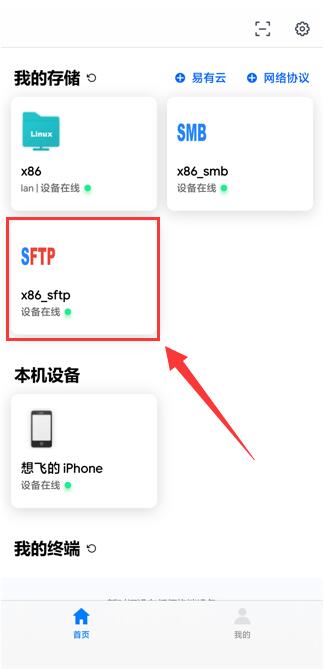 我的存储
易有云
网络协议
Linux
x86
lan | 设备在线
SMB
x86_smb
设备在线
SFTP
x86_sftp
设备在线
本机设备
想飞的 iPhone
设备在线
我的终端
首页
我的